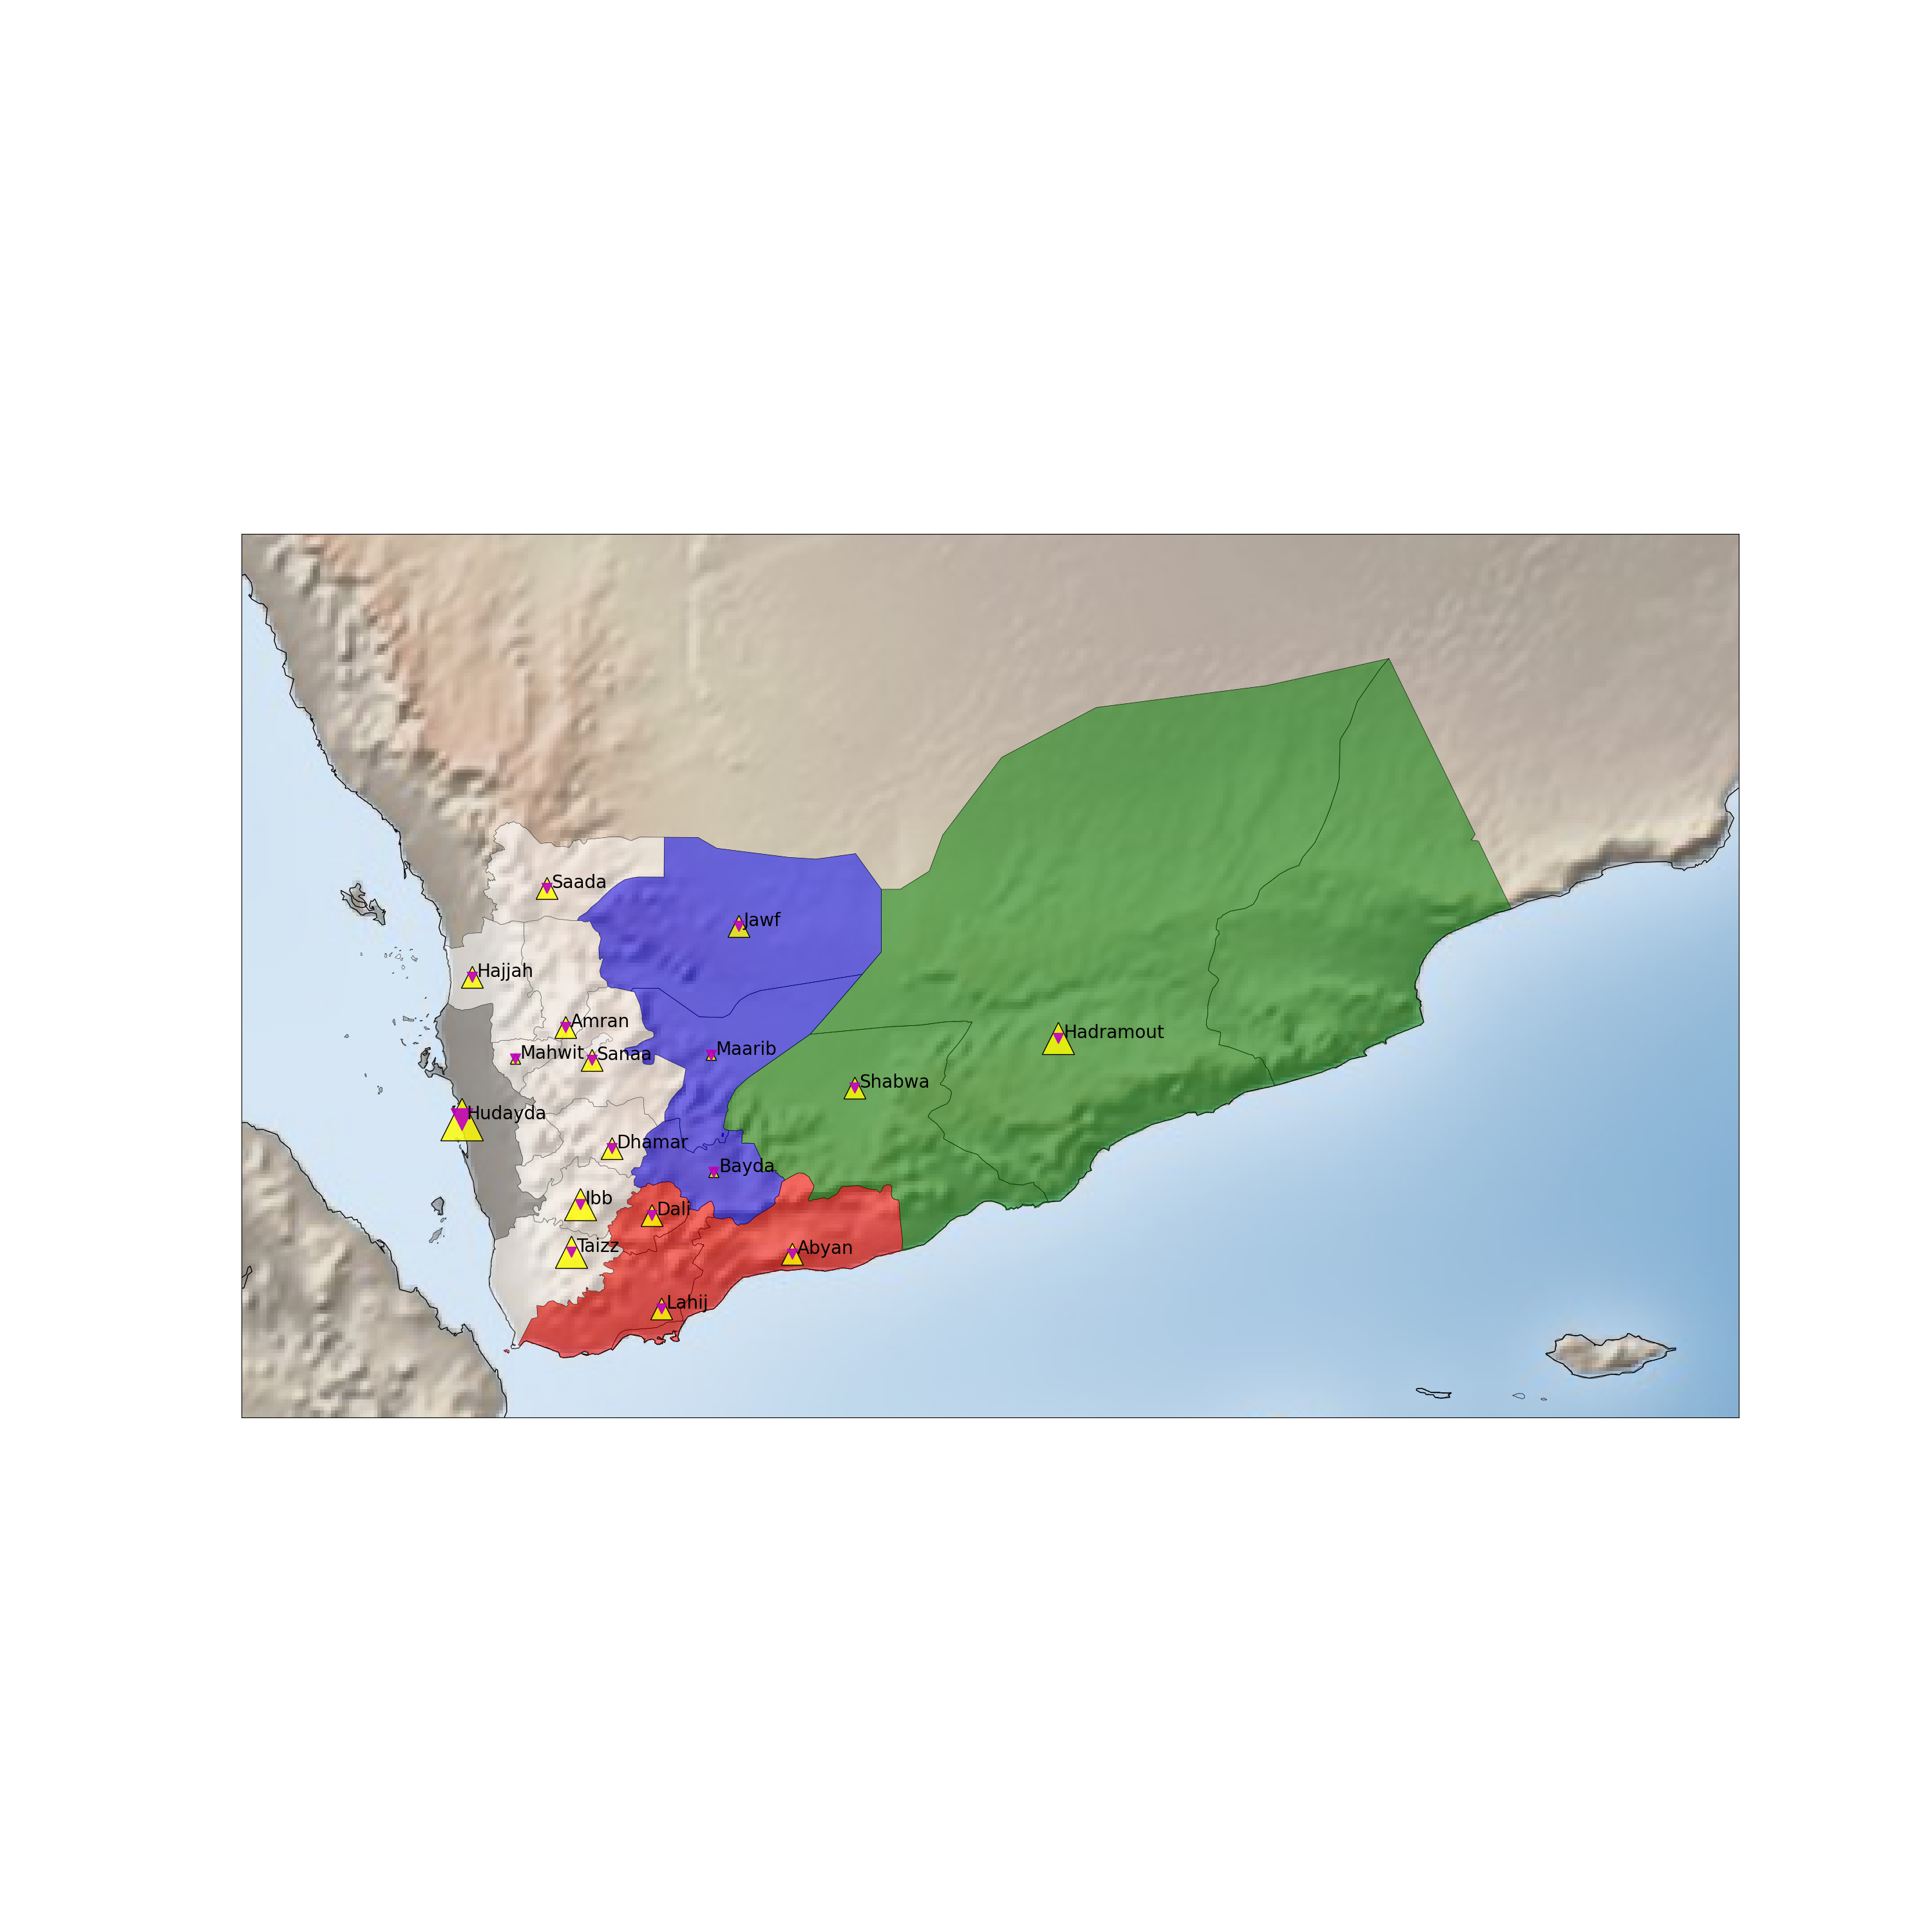 Saada
Jawf
Hajjah
Amran
Hadramout
Mahwit
Sanaa
Maarib
Shabwa
Hudayda
Dhamar
Bayda
Ibb
Dali
Taizz
Abyan
Lahij